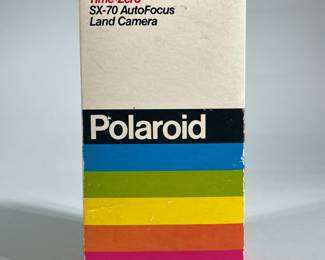 Time-Zero
SX-70 AutoFocus
Land Camera
Polaroid